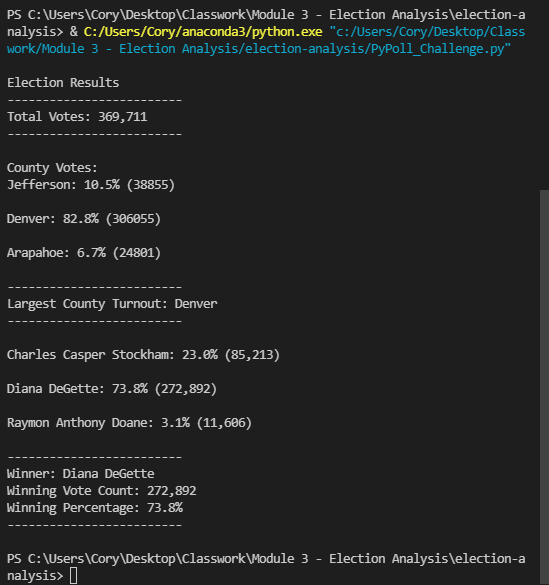 PS C:\Users\Cory\Desktop\Classwork\Module 3 - Election Analysis\election-a
nalysis> & C:/Users/Cory/anaconda3/python.exe "c:/Users/Cory/Desktop/Class
work/Module 3 - Election Analysis/election-analysis/PyPoll_Challenge.py"
Election Results
-------------------------
Total Votes: 369,711
-------------------------
County Votes:
Jefferson: 10.5% (38855)
Denver: 82.8% (306055)
Arapahoe: 6.7% (24801)
-------------------------
Largest County Turnout: Denver
-------------------------
Charles Casper Stockham: 23.0% (85,213)
Diana DeGette: 73.8% (272,892)
Raymon Anthony Doane: 3.1% (11,606)
-------------------------
Winner: Diana DeGette
Winning Vote Count: 272,892
Winning Percentage: 73.8%
-------------------------
PS C:\Users\Cory\Desktop\Classwork\Module 3 - Election Analysis\election-a
nalysis>